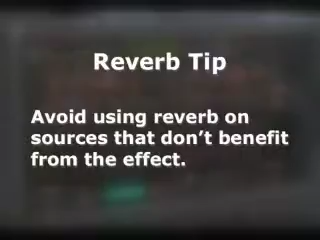 Reverb Tip
Avoid using reverb on
sources that don’t benefit
from the effect.